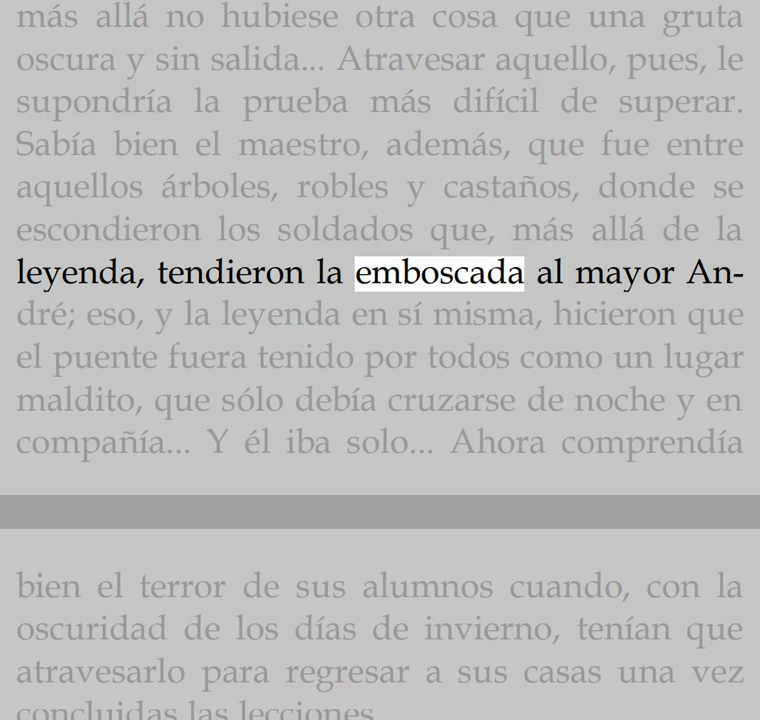 más allá no hubiese otra cosa que una gruta
oscura y sin salida... Atravesar aquello, pues, le
supondría la prueba más difícil de superar.
Sabía bien el maestro, además, que fue entre
aquellos árboles, robles y castaños, donde se
escondieron los soldados que, más allá de la
leyenda, tendieron la emboscada al mayor An-
dré; eso, y la leyenda en sí misma, hicieron que
el puente fuera tenido por todos como un lugar
maldito, que sólo debía cruzarse de noche y en
compañía... Y él iba solo... Ahora comprendía
bien el terror de sus alumnos cuando, con la
oscuridad de los días de invierno, tenían que
atravesarlo para regresar a sus casas una vez
concluidas las lecciones